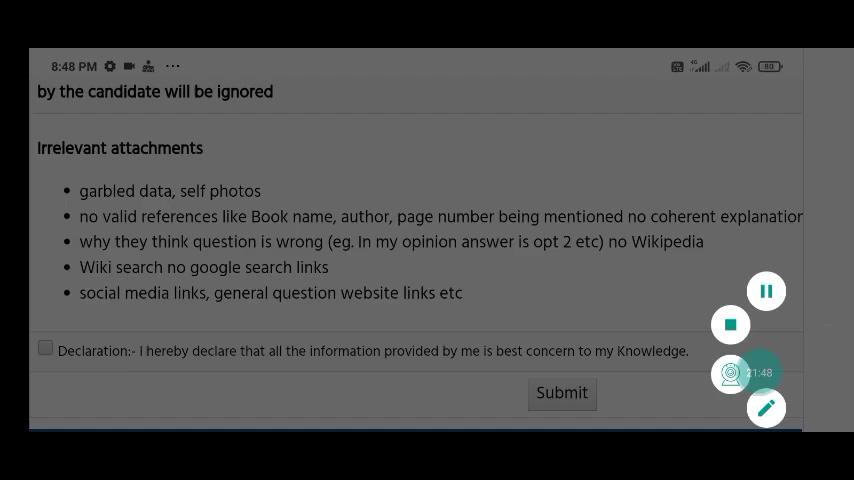 8:48 PM ... 4G 80
by the candidate will be ignored
Irrelevant attachments
garbled data, self photos
no valid references like Book name, author, page number being mentioned no coherent explanation
why they think question is wrong (eg. In my opinion answer is opt 2 etc) no Wikipedia
Wiki search no google search links
social media links, general question website links etc
Declaration:- I hereby declare that all the information provided by me is best concern to my Knowledge.
21:48
Submit